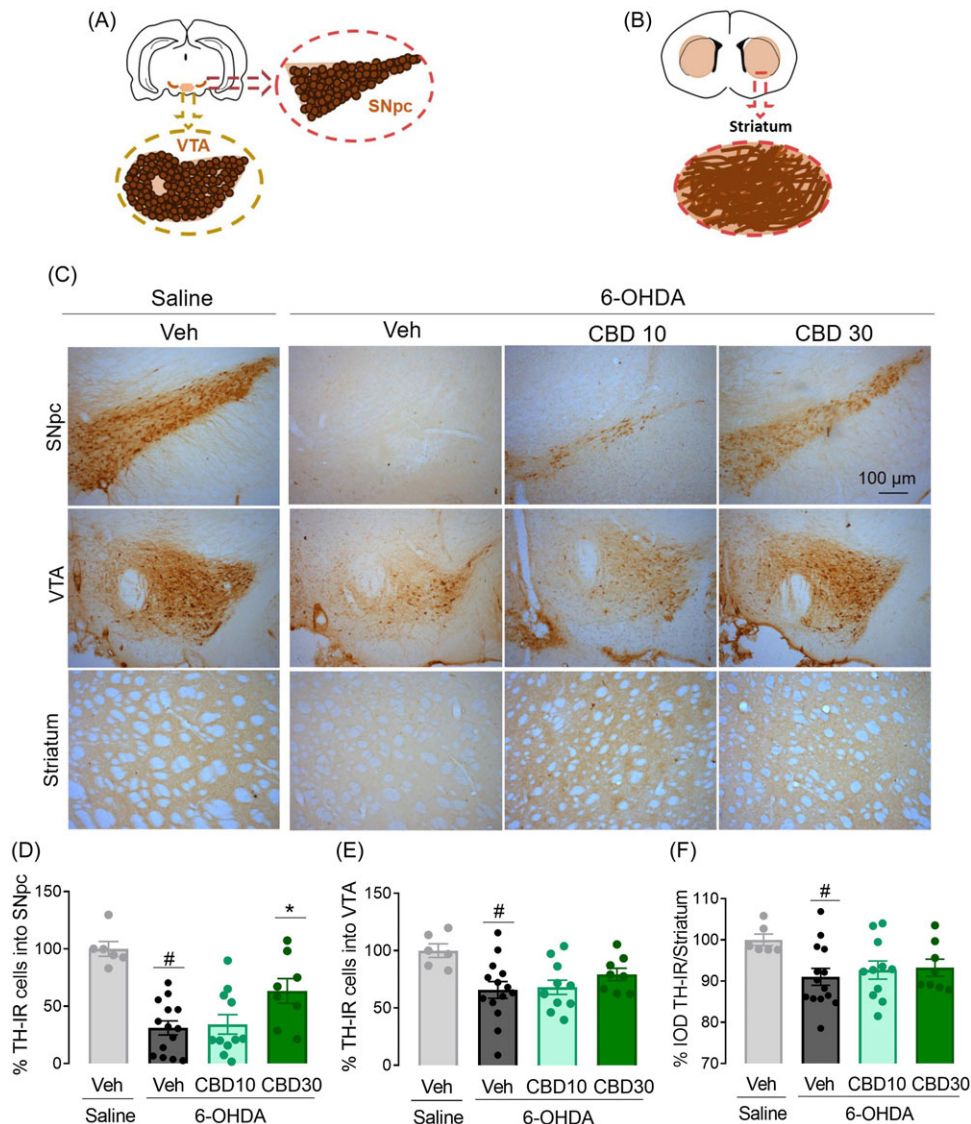 (A)
(B)
SNpc
VTA
Striatum
(C)
Saline
6-OHDA
Veh
Veh
CBD 10
CBD 30
SNpc
100 µm
VTA
Striatum
(D)
% TH-IR cells into SNpc
150
100
50
0
#
*
Veh
Veh
CBD10
CBD30
Saline
6-OHDA
(E)
% TH-IR cells into VTA
150
100
50
0
#
Veh
Veh
CBD10
CBD30
Saline
6-OHDA
(F)
% IOD TH-IR/Striatum
110
100
90
80
70
#
Veh
Veh
CBD10
CBD30
Saline
6-OHDA